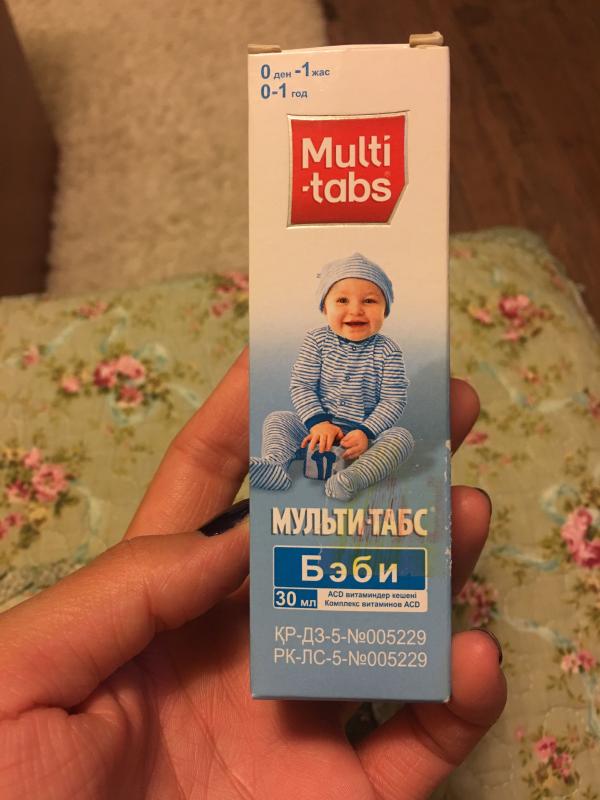 0 ден -1 жас
0-1 год
Multi
-tabs®
МУЛЬТИ-ТАБС®
Бэби
30 мл
ACD витаминдер кешені
Комплекс витаминов ACD
ҚР-ДЗ-5-№005229
РК-ЛС-5-№005229